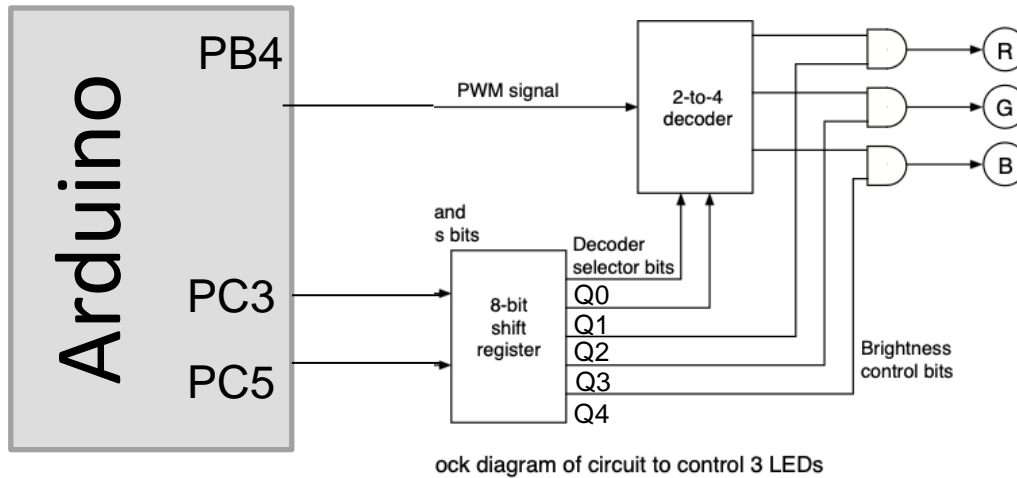 Arduino
PB4
PWM signal
2-to-4
decoder
R
G
B
and
s bits
Decoder
selector bits
PC3
PC5
8-bit
shift
register
Q0
Q1
Q2
Q3
Q4
Brightness
control bits
ock diagram of circuit to control 3 LEDs